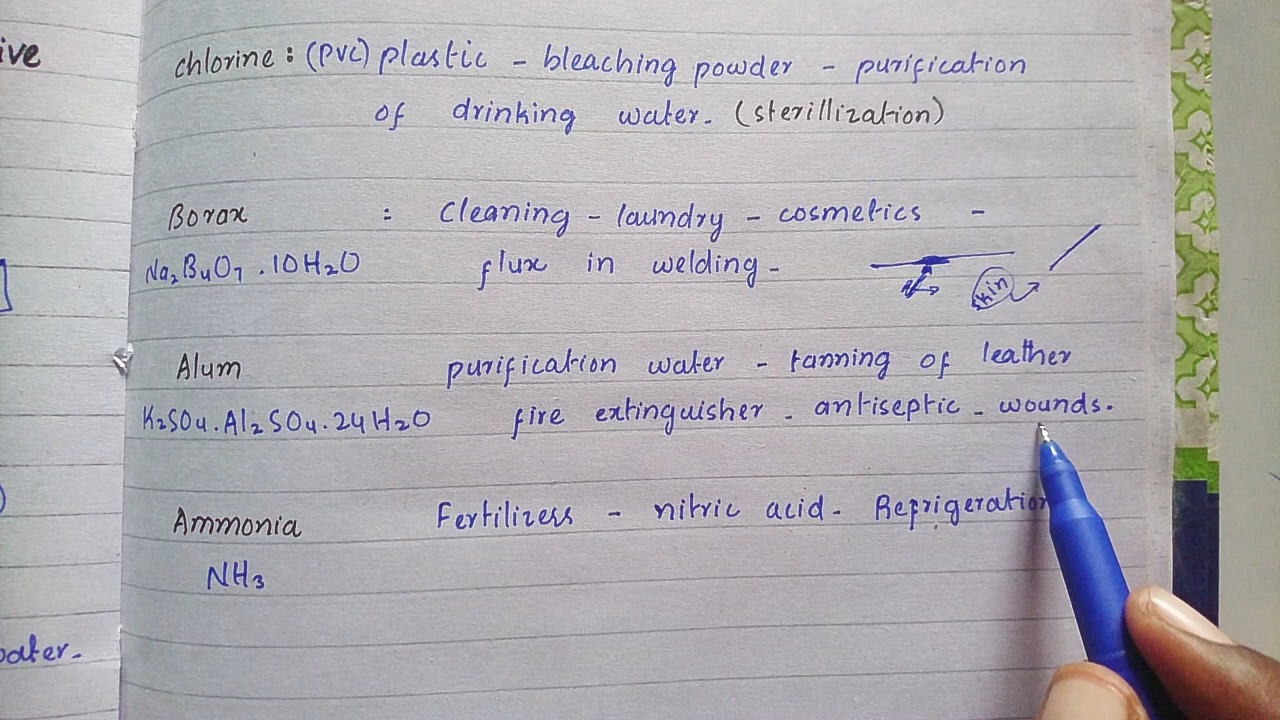 ive
chlorine : (PVC) plastic - bleaching powder - purification
of drinking water. (sterillization)
Borax : Cleaning - laundry - cosmetics -
Na₂B₄O₇ . 10H₂O flux in welding -
skin
Alum purification water - tanning of leather
K₂SO₄ . Al₂SO₄ . 24H₂O fire extinguisher - antiseptic - wounds.
Ammonia Fertilizers - nitric acid - Reprigeration
NH₃
water -